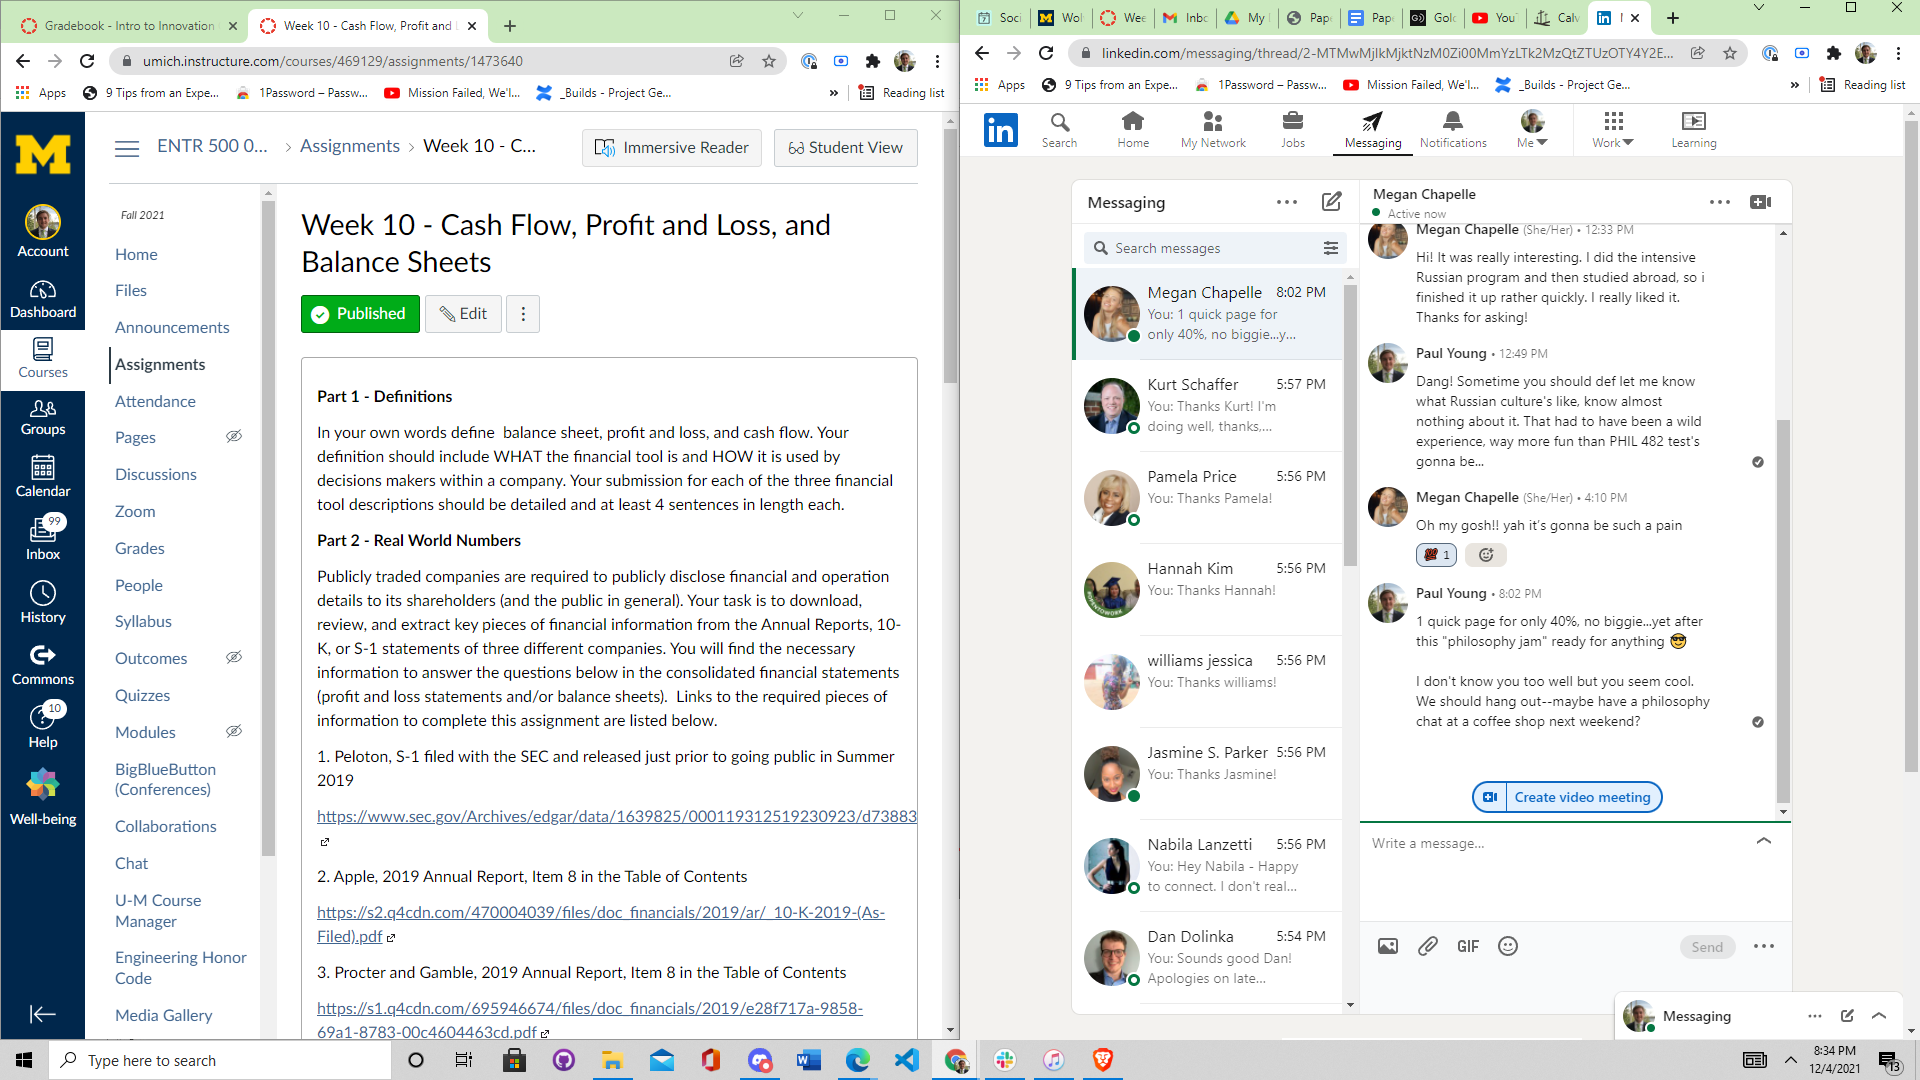 Gradebook - Intro to Innovation
Week 10 - Cash Flow, Profit and L
umich.instructure.com/courses/469129/assignments/1473640
Apps
9 Tips from an Expe...
1Password – Passw...
Mission Failed, We'l...
_Builds - Project Ge...
»
Reading list
M
Account
Dashboard
Courses
Groups
Calendar
99
Inbox
History
Commons
10
Help
Well-being
ENTR 500 0...
Assignments
Week 10 - C...
Immersive Reader
Student View
Fall 2021
Home
Files
Announcements
Assignments
Attendance
Pages
Discussions
Zoom
Grades
People
Syllabus
Outcomes
Quizzes
Modules
BigBlueButton
(Conferences)
Collaborations
Chat
U-M Course
Manager
Engineering Honor
Code
Media Gallery
Week 10 - Cash Flow, Profit and Loss, and
Balance Sheets
Published
Edit
Part 1 - Definitions
In your own words define  balance sheet, profit and loss, and cash flow. Your
definition should include WHAT the financial tool is and HOW it is used by
decisions makers within a company. Your submission for each of the three financial
tool descriptions should be detailed and at least 4 sentences in length each.
Part 2 - Real World Numbers
Publicly traded companies are required to publicly disclose financial and operation
details to its shareholders (and the public in general). Your task is to download,
review, and extract key pieces of financial information from the Annual Reports, 10-
K, or S-1 statements of three different companies. You will find the necessary
information to answer the questions below in the consolidated financial statements
(profit and loss statements and/or balance sheets).  Links to the required pieces of
information to complete this assignment are listed below.
1. Peloton, S-1 filed with the SEC and released just prior to going public in Summer
2019
https://www.sec.gov/Archives/edgar/data/1639825/000119312519230923/d73883
2. Apple, 2019 Annual Report, Item 8 in the Table of Contents
https://s2.q4cdn.com/470004039/files/doc_financials/2019/ar/_10-K-2019-(As-
Filed).pdf
3. Procter and Gamble, 2019 Annual Report, Item 8 in the Table of Contents
https://s1.q4cdn.com/695946674/files/doc_financials/2019/e28f717a-9858-
69a1-8783-00c4604463cd.pdf
Soci
Wol
Wee
Inbo
My
Pape
Pape
Gold
You
Calv
linkedin.com/messaging/thread/2-MTMwMjlkMjktNzM0Zi00MmYzLTk2MzQtZTUzOTY4Y2E...
Apps
9 Tips from an Expe...
1Password – Passw...
Mission Failed, We'l...
_Builds - Project Ge...
»
Reading list
in
Search
Home
My Network
Jobs
Messaging
Notifications
Me
Work
Learning
Messaging
Search messages
Megan Chapelle 8:02 PM
You: 1 quick page for
only 40%, no biggie...y...
Kurt Schaffer 5:57 PM
You: Thanks Kurt! I'm
doing well, thanks,...
Pamela Price 5:56 PM
You: Thanks Pamela!
Hannah Kim 5:56 PM
You: Thanks Hannah!
williams jessica 5:56 PM
You: Thanks williams!
Jasmine S. Parker 5:56 PM
You: Thanks Jasmine!
Nabila Lanzetti 5:56 PM
You: Hey Nabila - Happy
to connect. I don't real...
Dan Dolinka 5:54 PM
You: Sounds good Dan!
Apologies on late...
Megan Chapelle
Active now
Megan Chapelle (She/Her) • 12:33 PM
Hi! It was really interesting. I did the intensive
Russian program and then studied abroad, so i
finished it up rather quickly. I really liked it.
Thanks for asking!
Paul Young • 12:49 PM
Dang! Sometime you should def let me know
what Russian culture's like, know almost
nothing about it. That had to have been a wild
experience, way more fun than PHIL 482 test's
gonna be...
Megan Chapelle (She/Her) • 4:10 PM
Oh my gosh!! yah it's gonna be such a pain
💯 1
Paul Young • 8:02 PM
1 quick page for only 40%, no biggie...yet after
this "philosophy jam" ready for anything 😎
I don't know you too well but you seem cool.
We should hang out--maybe have a philosophy
chat at a coffee shop next weekend?
Create video meeting
Write a message...
GIF
Send
Messaging
Type here to search
8:34 PM
12/4/2021
13